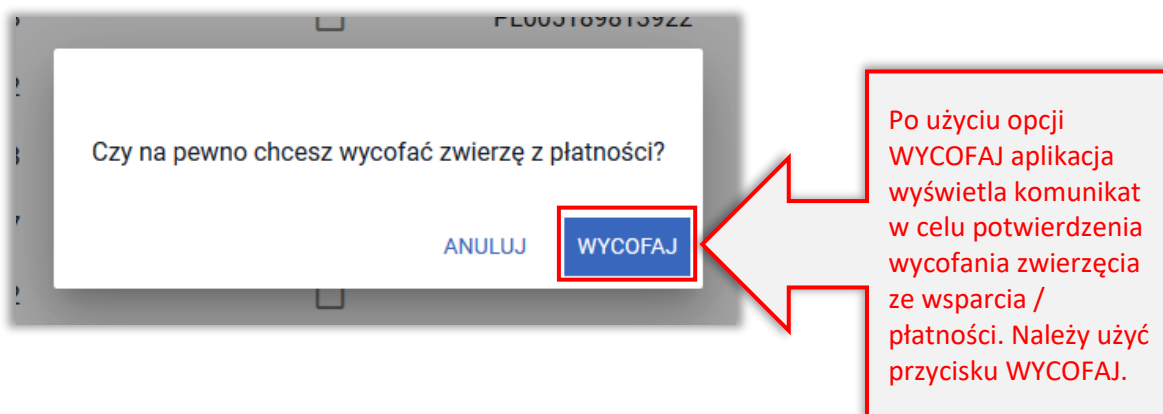 PL005189813922
Czy na pewno chcesz wycofać zwierzę z płatności?
ANULUJ
WYCOFAJ
Po użyciu opcji
WYCOFAJ aplikacja
wyświetla komunikat
w celu potwierdzenia
wycofania zwierzęcia
ze wsparcia /
płatności. Należy użyć
przycisku WYCOFAJ.